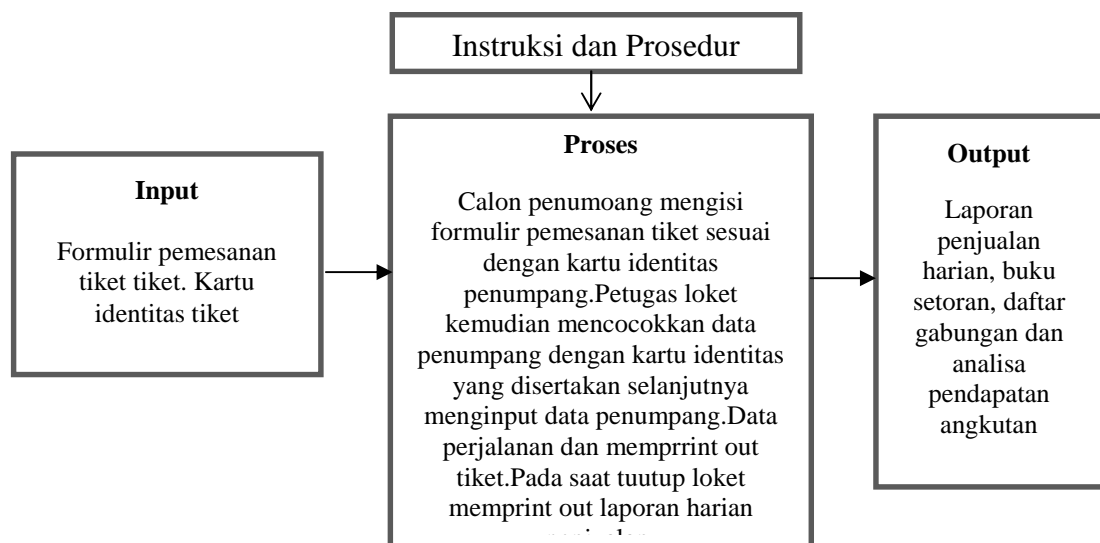 Instruksi dan Prosedur
Input
Formulir pemesanan
tiket tiket. Kartu
identitas tiket
Proses
Calon penumoang mengisi
formulir pemesanan tiket sesuai
dengan kartu identitas
penumpang.Petugas loket
kemudian mencocokkan data
penumpang dengan kartu identitas
yang disertakan selanjutnya
menginput data penumpang.Data
perjalanan dan memprrint out
tiket.Pada saat tuutup loket
memprint out laporan harian
Output
Laporan
penjualan
harian, buku
setoran, daftar
gabungan dan
analisa
pendapatan
angkutan